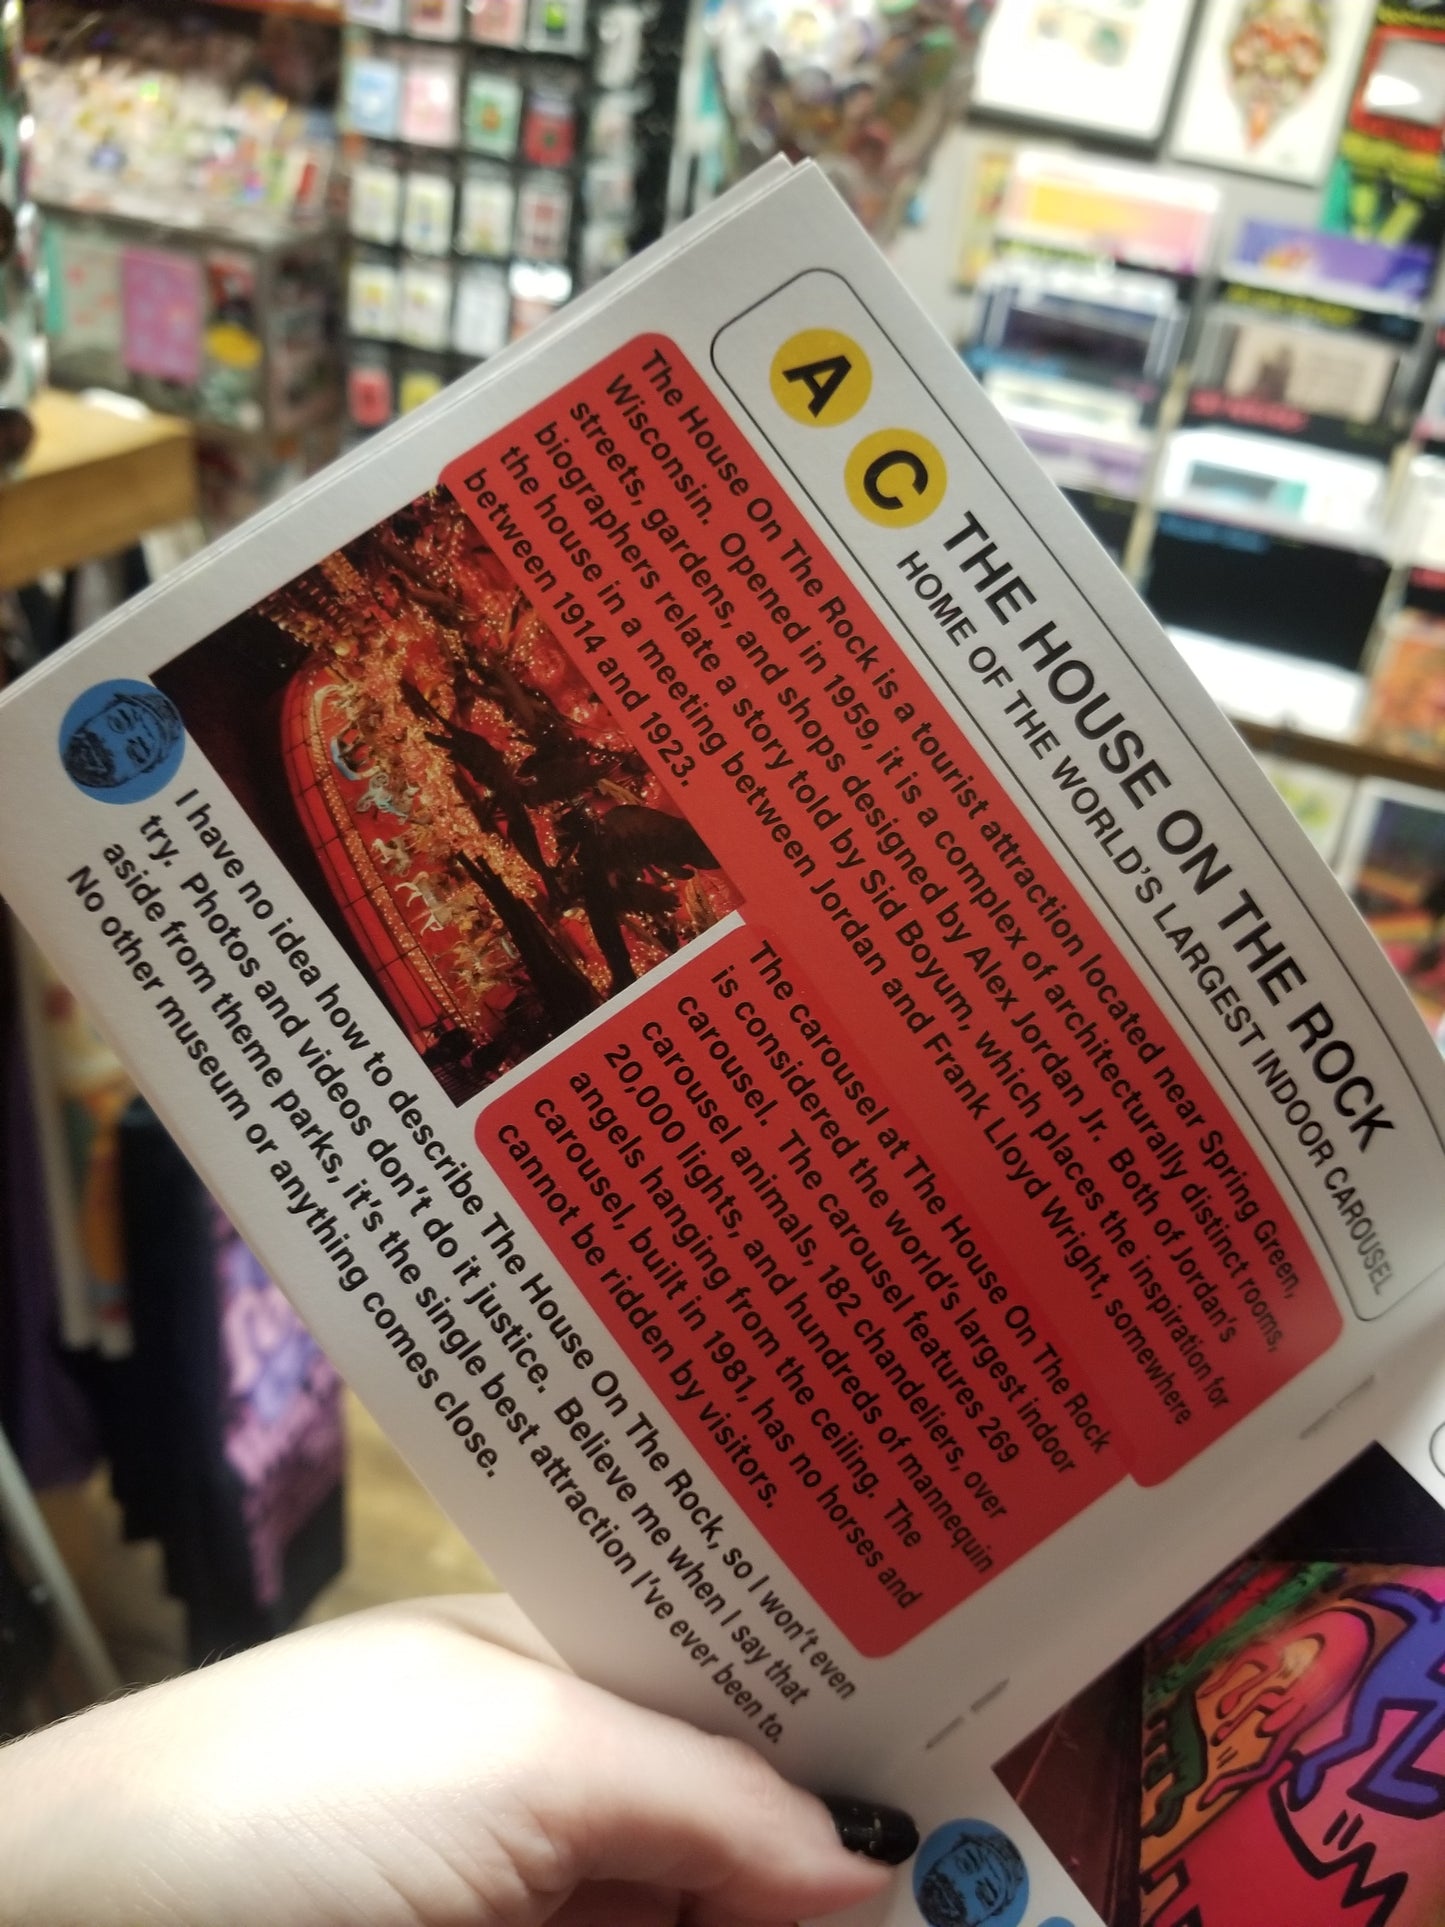 A C THE HOUSE ON THE ROCK
HOME OF THE WORLD'S LARGEST INDOOR CAROUSEL
The House On The Rock is a tourist attraction located near Spring Green,
Wisconsin. Opened in 1959, it is a complex of architecturally distinct rooms,
streets, gardens, and shops designed by Alex Jordan Jr. Both of Jordan's
biographers relate a story told by Sid Boyum, which places the inspiration for
the house in a meeting between Jordan and Frank Lloyd Wright, somewhere
between 1914 and 1923.
The carousel at The House On The Rock
is considered the world's largest indoor
carousel. The carousel features 269
carousel animals, 182 chandeliers, over
20,000 lights, and hundreds of mannequin
angels hanging from the ceiling. The
carousel, built in 1981, has no horses and
cannot be ridden by visitors.
I have no idea how to describe The House On The Rock, so I won't even
try. Photos and videos don't do it justice. Believe me when I say that
aside from theme parks, it's the single best attraction I've ever been to.
No other museum or anything comes close.